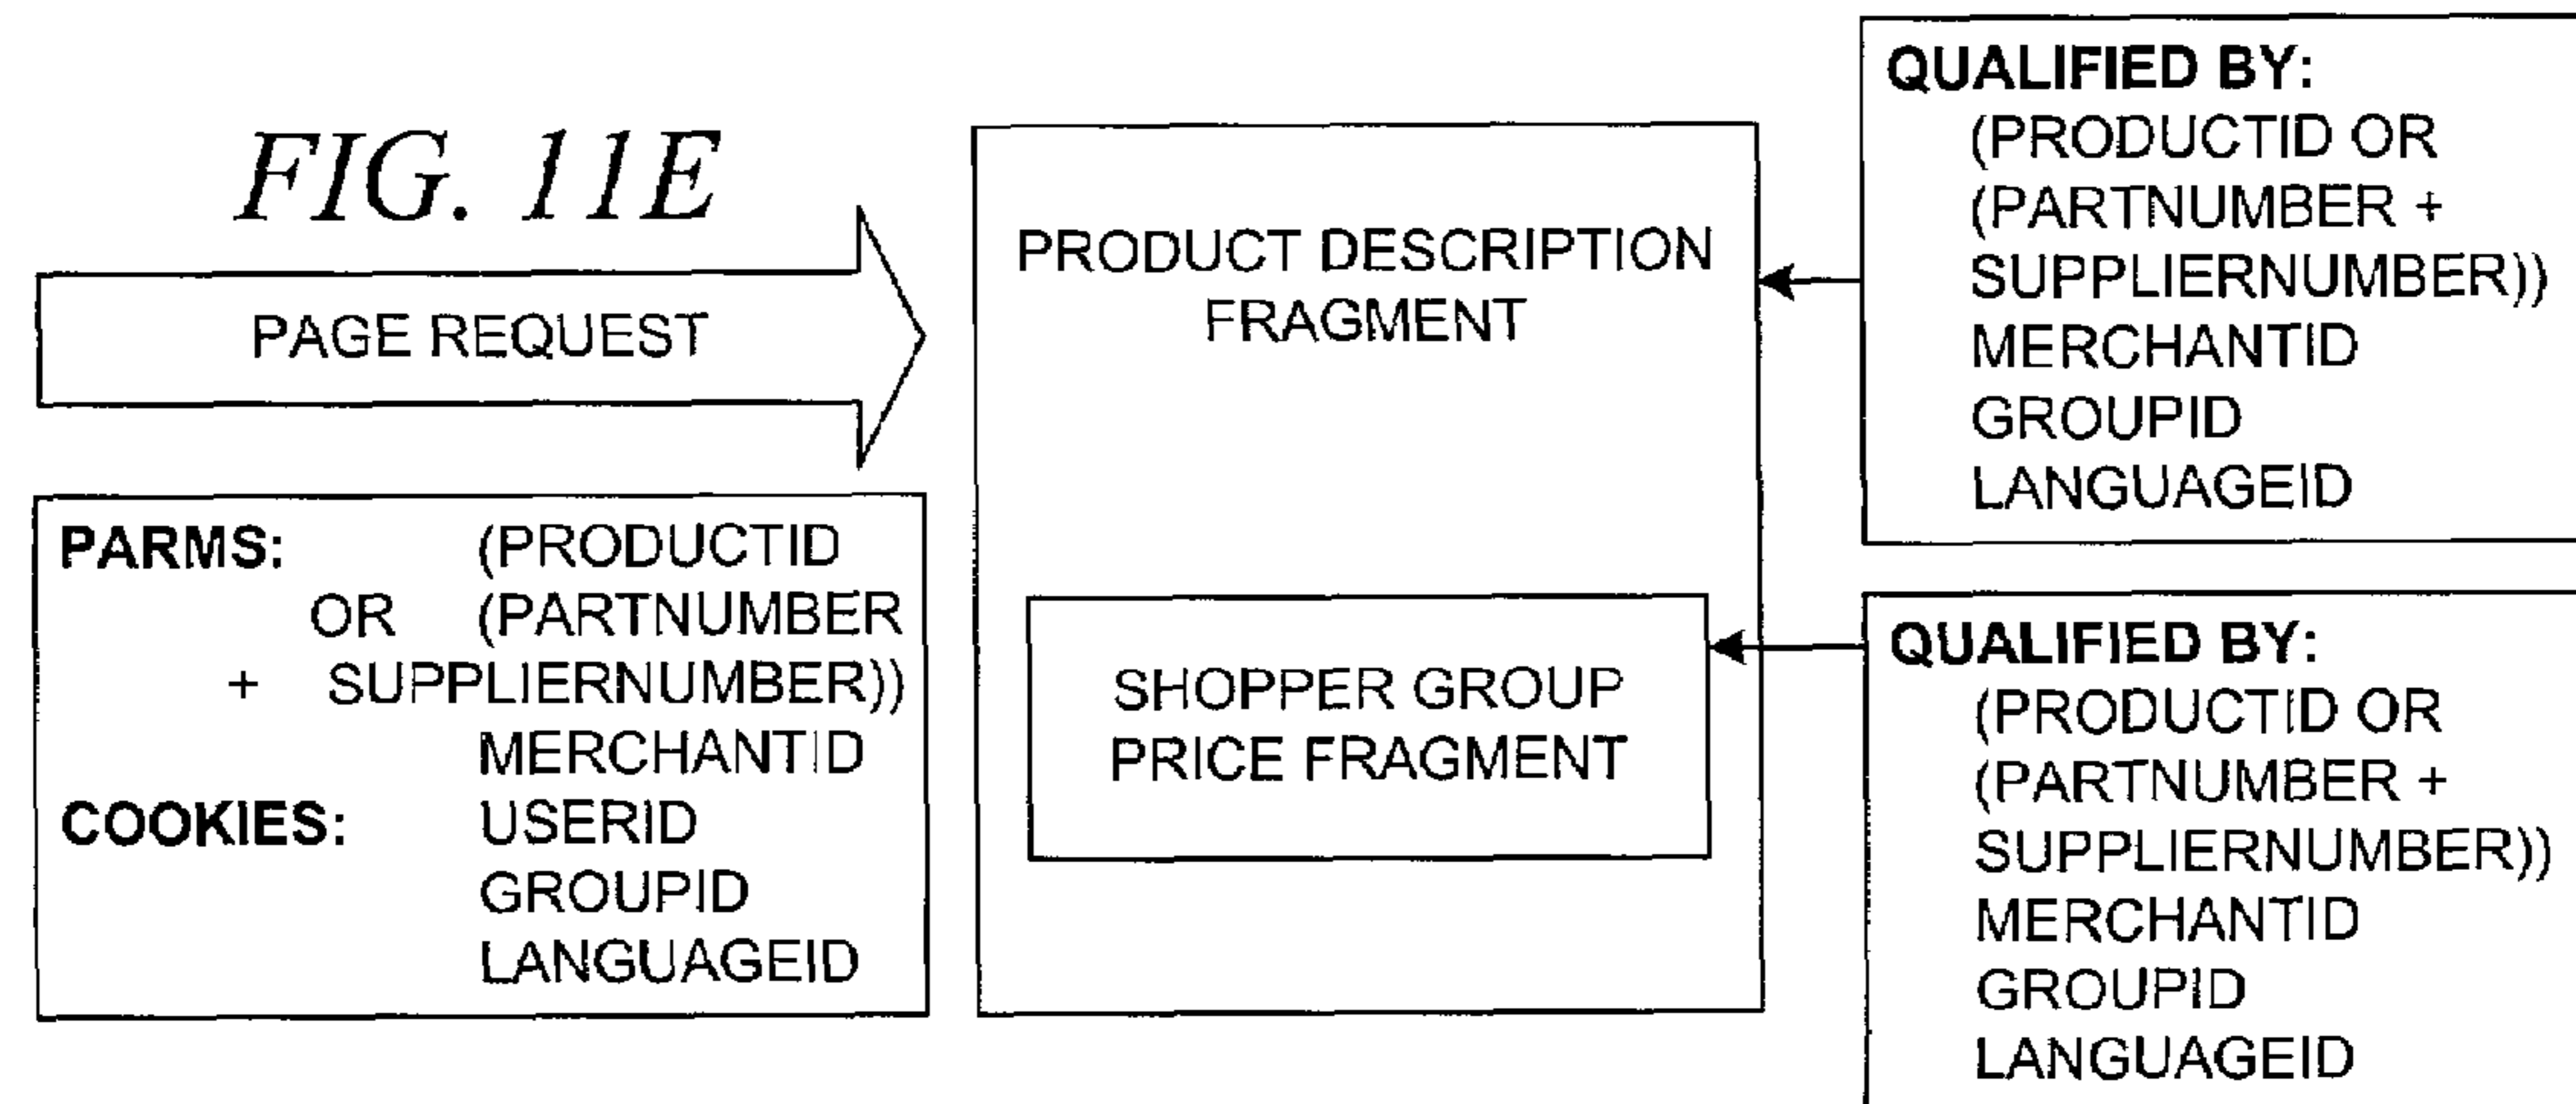 FIG. 11E
PAGE REQUEST
PARMS: (PRODUCTID
OR (PARTNUMBER
+ SUPPLIERNUMBER))
MERCHANTID
COOKIES: USERID
GROUPID
LANGUAGEID
PRODUCT DESCRIPTION
FRAGMENT
SHOPPER GROUP
PRICE FRAGMENT
QUALIFIED BY:
(PRODUCTID OR
(PARTNUMBER +
SUPPLIERNUMBER))
MERCHANTID
GROUPID
LANGUAGEID
QUALIFIED BY:
(PRODUCTID OR
(PARTNUMBER +
SUPPLIERNUMBER))
MERCHANTID
GROUPID
LANGUAGEID